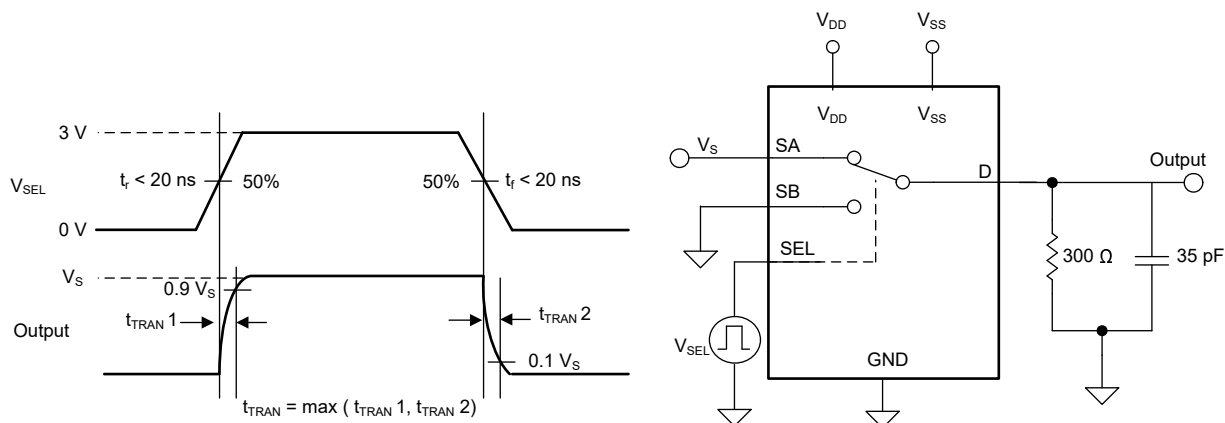 3 V
V_SEL
t_r < 20 ns
50%
50%
t_f < 20 ns
0 V
V_S
0.9 V_S
Output
t_TRAN 1
t_TRAN 2
0.1 V_S
t_TRAN = max ( t_TRAN 1, t_TRAN 2)
V_DD
V_SS
V_DD
V_SS
V_S
SA
SB
SEL
D
Output
300 Ω
35 pF
V_SEL
GND